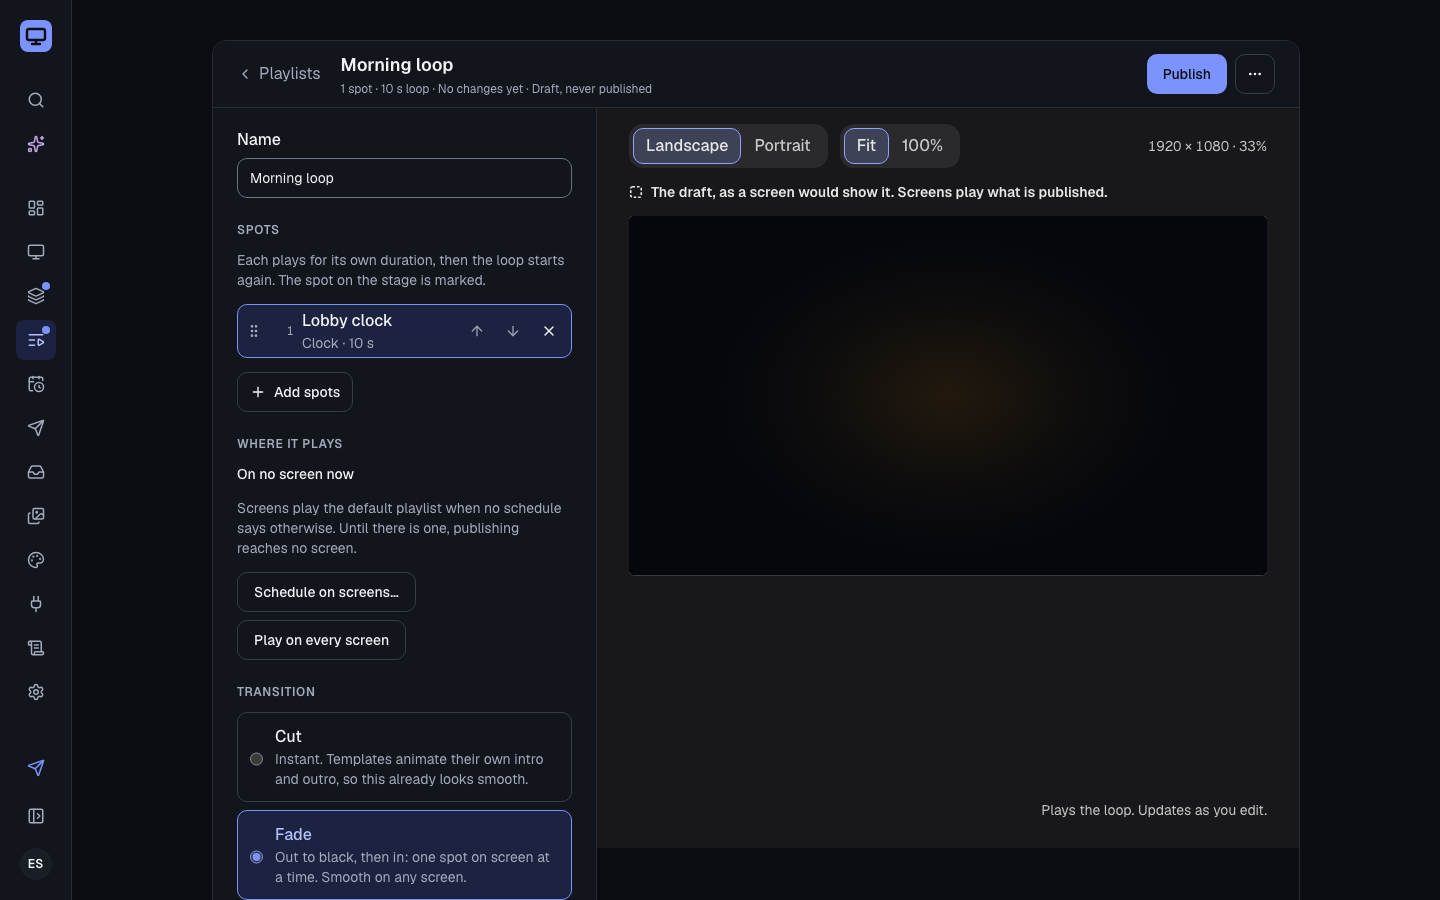 Playlists
Morning loop
1 spot · 10 s loop · No changes yet · Draft, never published
Publish
Name
Morning loop
SPOTS
Each plays for its own duration, then the loop starts
again. The spot on the stage is marked.
1
Lobby clock
Clock · 10 s
Add spots
WHERE IT PLAYS
On no screen now
Screens play the default playlist when no schedule
says otherwise. Until there is one, publishing
reaches no screen.
Schedule on screens...
Play on every screen
TRANSITION
Cut
Instant. Templates animate their own intro
and outro, so this already looks smooth.
Fade
Out to black, then in: one spot on screen at
a time. Smooth on any screen.
Landscape
Portrait
Fit
100%
1920 × 1080 · 33%
The draft, as a screen would show it. Screens play what is published.
Plays the loop. Updates as you edit.
ES